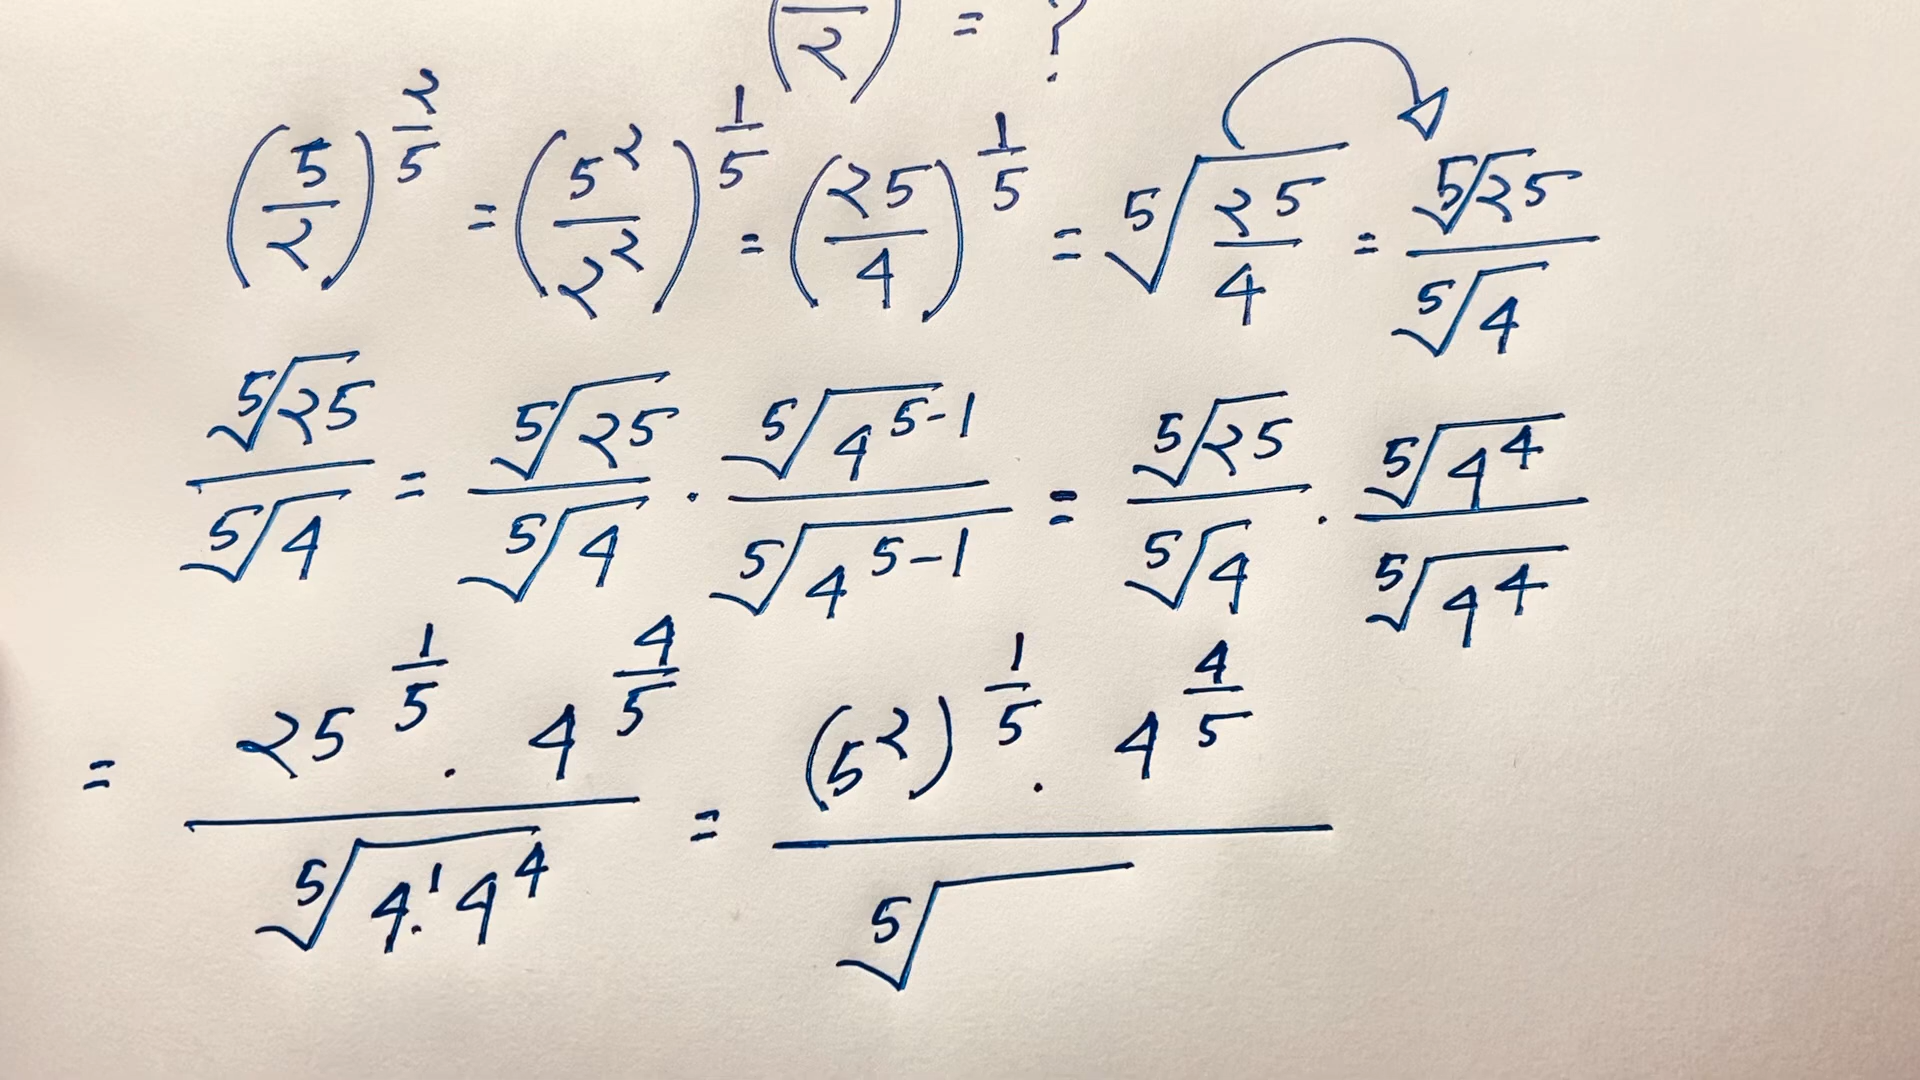 (—/2) = ?
(5/2)^(2/5) = (5²/2²)^(1/5) = (25/4)^(1/5) = ⁵√(25/4) = ⁵√25/⁵√4
⁵√25/⁵√4 = ⁵√25/⁵√4 · ⁵√(4^(5-1))/⁵√(4^(5-1)) = ⁵√25/⁵√4 · ⁵√(4⁴)/⁵√(4⁴)
= (25^(1/5) · 4^(4/5))/⁵√(4¹·4⁴) = ((5²)^(1/5) · 4^(4/5))/⁵√